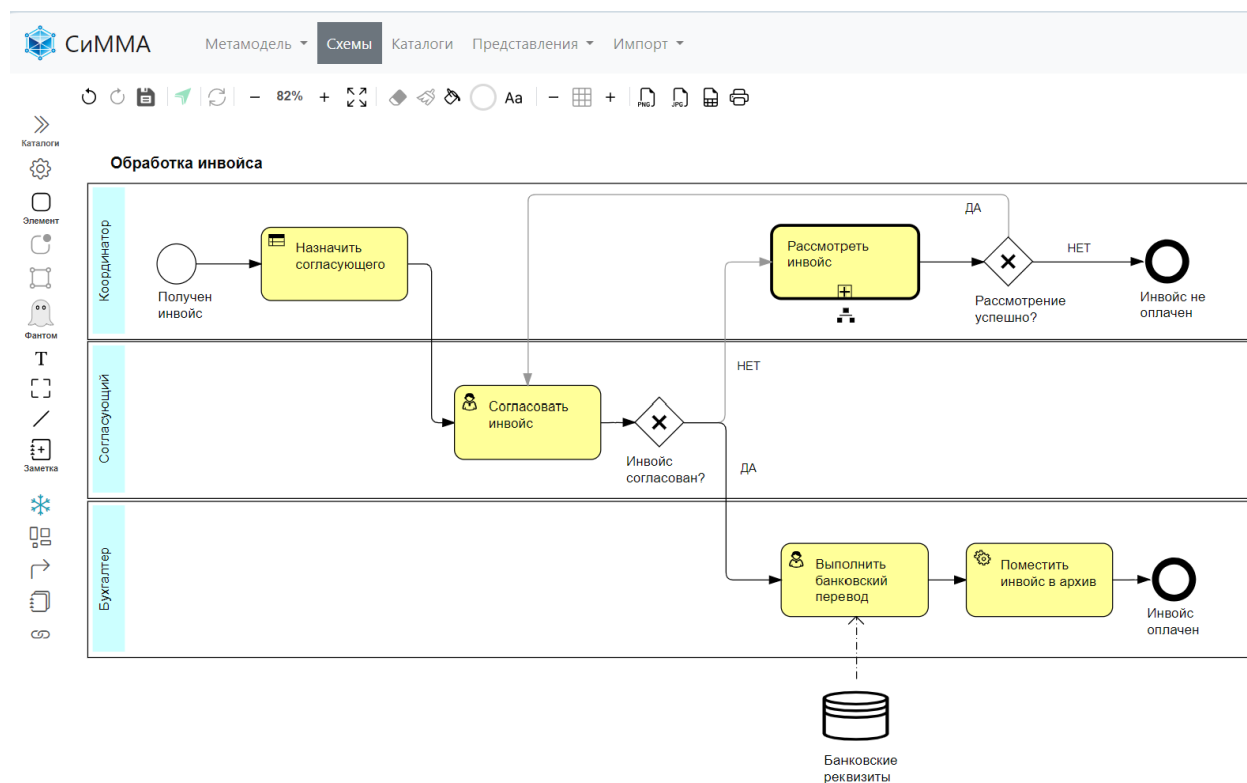 СиММА
Метамодель
Схемы
Каталоги
Представления
Импорт
82%
Aa
PNG
JPG
Каталоги
Элемент
Фантом
T
Заметка
Обработка инвойса
Координатор
Получен
инвойс
Назначить
согласующего
Рассмотреть
инвойс
ДА
НЕТ
Рассмотрение
успешно?
Инвойс не
оплачен
Согласующий
Согласовать
инвойс
Инвойс
согласован?
НЕТ
ДА
Бухгалтер
Выполнить
банковский
перевод
Поместить
инвойс в архив
Инвойс
оплачен
Банковские
реквизиты